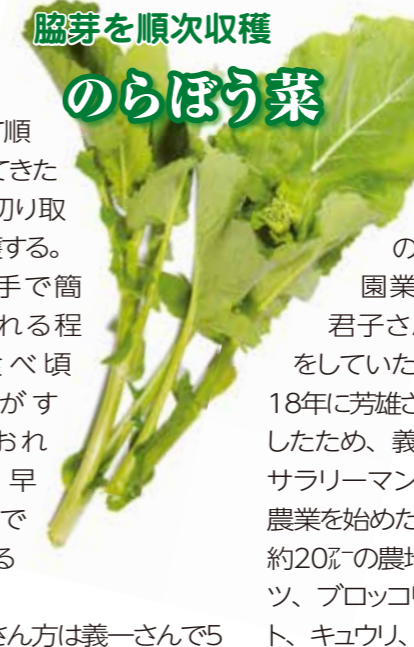 脇芽を順次収穫
のらぼう菜
順
てきた
切り取
する。
手で簡
れる程
べ頃
がす
おれ
早
で
る
さん方は義一さんで5
の
園業
君子さん
をしていた
18年に芳雄さ
したため、義
サラリーマン
農業を始めた
約20㌃の農地
ツ、ブロッコリ
ト、キュウリ、